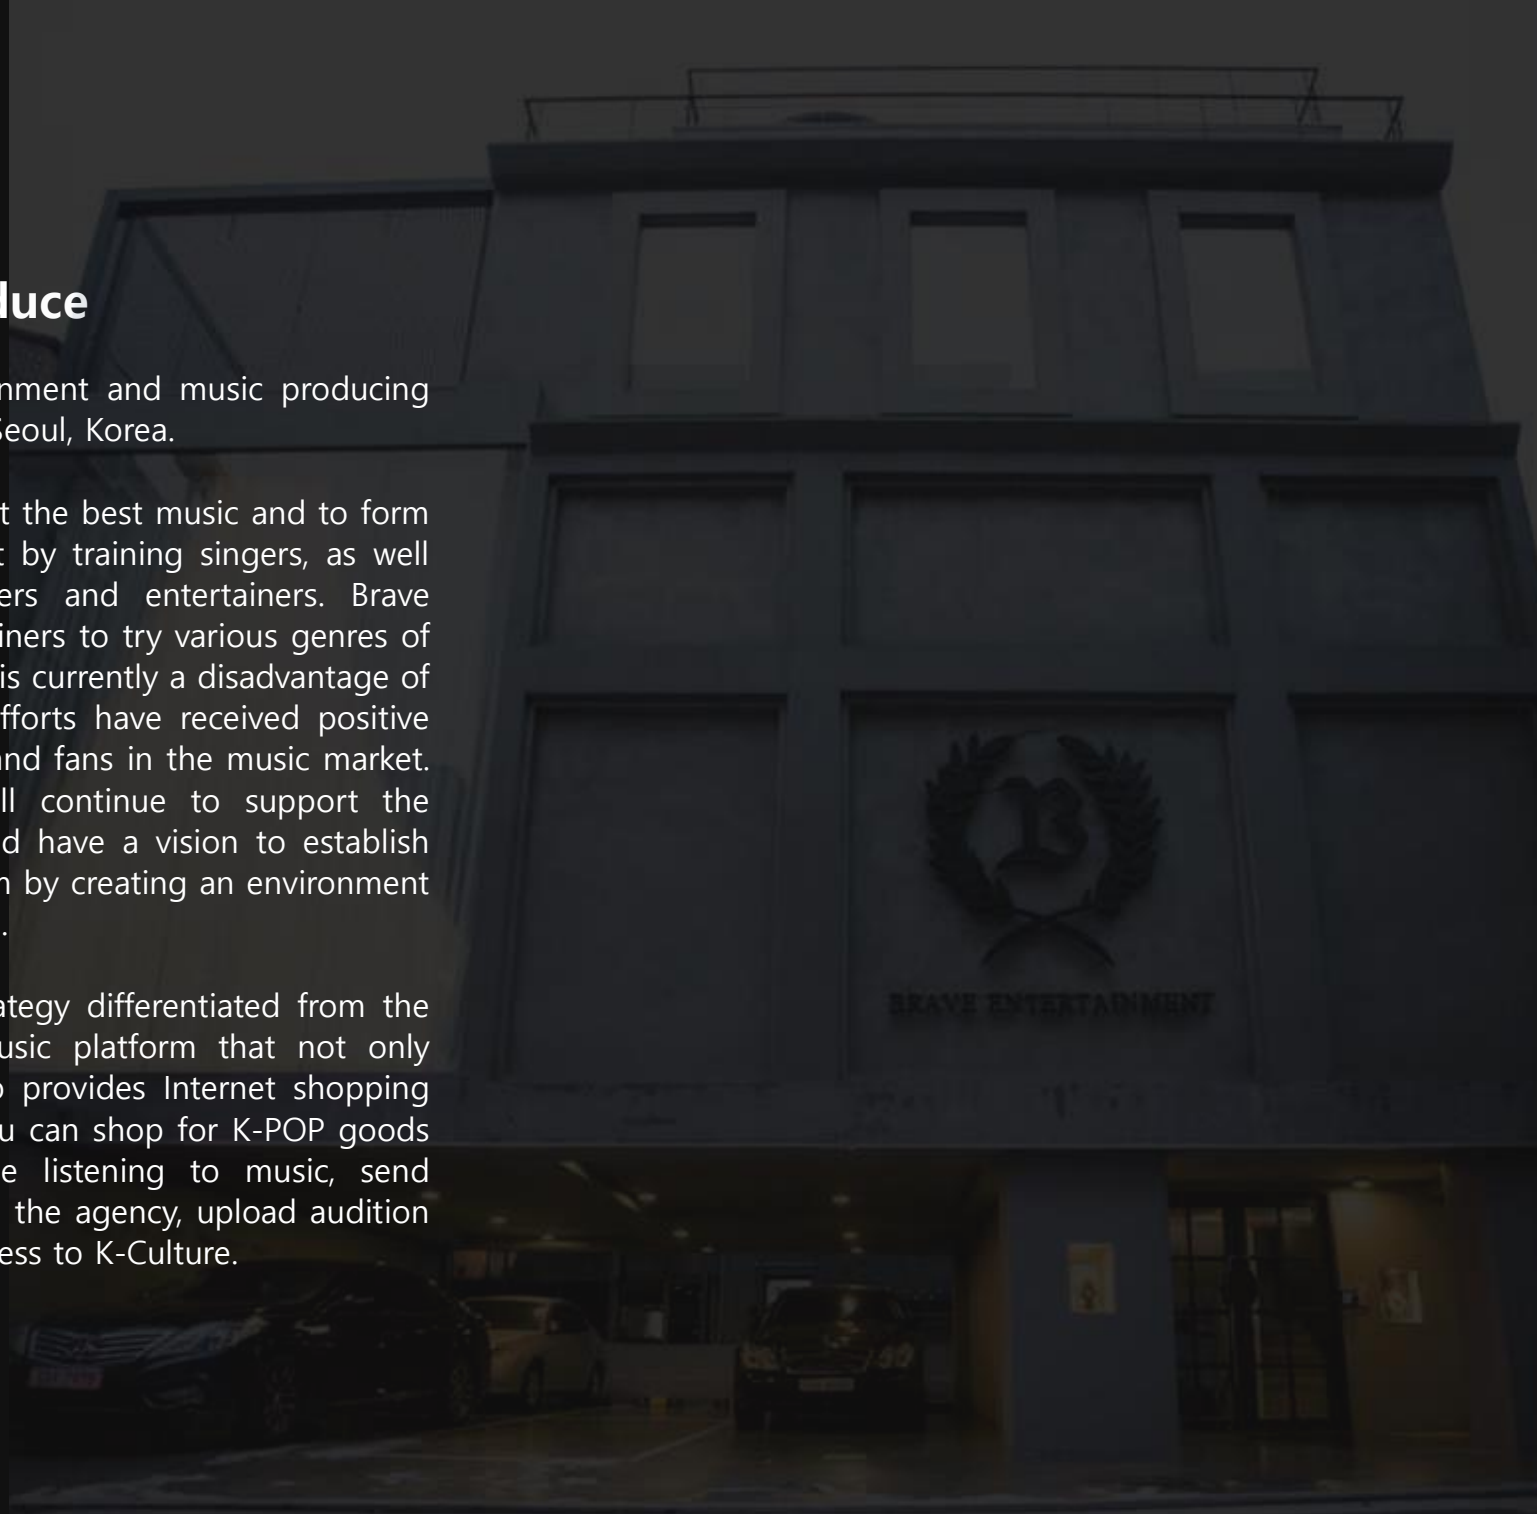 duce
nment and music producing
Seoul, Korea.
t the best music and to form
t by training singers, as well
ers and entertainers. Brave
iners to try various genres of
is currently a disadvantage of
fforts have received positive
and fans in the music market.
ll continue to support the
d have a vision to establish
n by creating an environment
.
ategy differentiated from the
usic platform that not only
o provides Internet shopping
u can shop for K-POP goods
e listening to music, send
the agency, upload audition
ess to K-Culture.
B
BRAVE ENTERTAINMENT